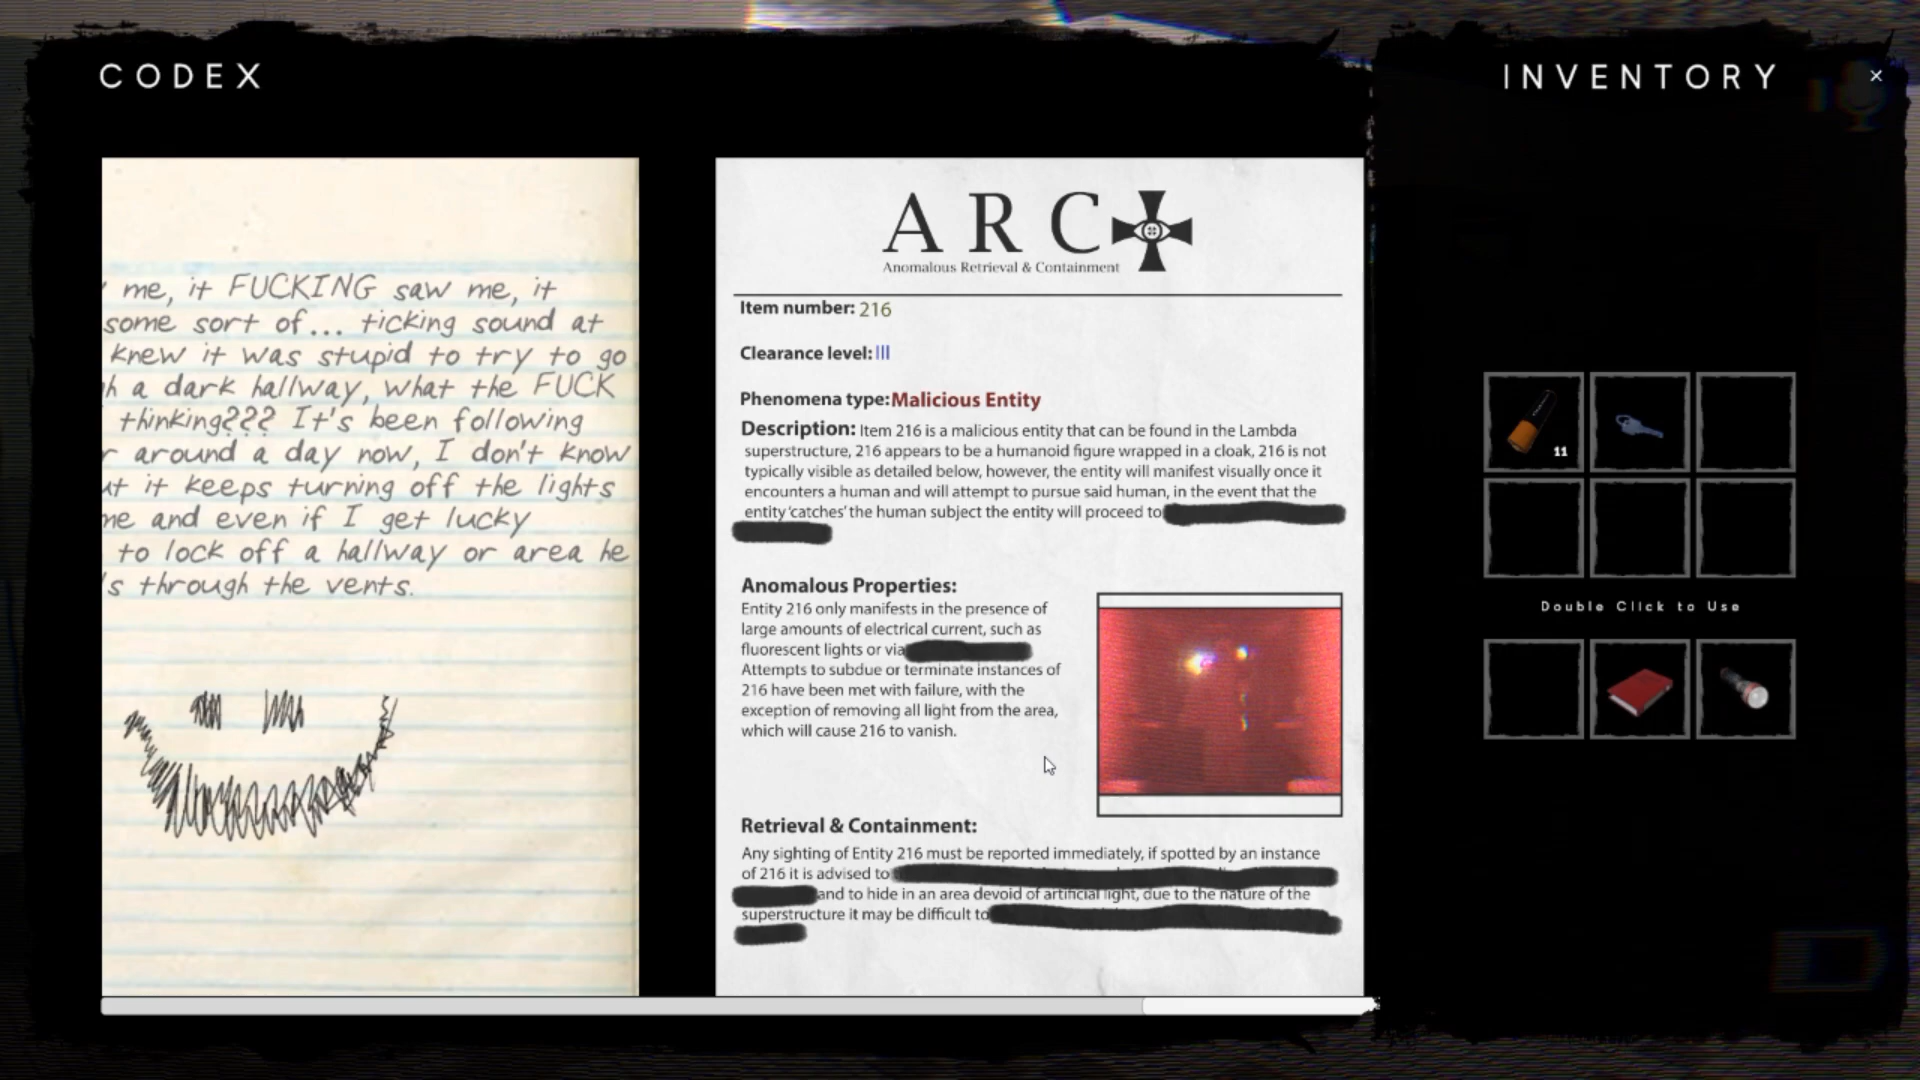 CODEX
INVENTORY
me, it FUCKING saw me, it
some sort of... ticking sound at
knew it was stupid to try to go
h a dark hallway, what the FUCK
thinking??? It's been following
r around a day now, I don't know
it keeps turning off the lights
me and even if I get lucky
to lock off a hallway or area he
's through the vents.
ARC
Anomalous Retrieval & Containment
Item number: 216
Clearance level: III
Phenomena type: Malicious Entity
Description: Item 216 is a malicious entity that can be found in the Lambda
superstructure, 216 appears to be a humanoid figure wrapped in a cloak, 216 is not
typically visible as detailed below, however, the entity will manifest visually once it
encounters a human and will attempt to pursue said human, in the event that the
entity 'catches' the human subject the entity will proceed to
Anomalous Properties:
Entity 216 only manifests in the presence of
large amounts of electrical current, such as
fluorescent lights or via
Attempts to subdue or terminate instances of
216 have been met with failure, with the
exception of removing all light from the area,
which will cause 216 to vanish.
Retrieval & Containment:
Any sighting of Entity 216 must be reported immediately, if spotted by an instance
of 216 it is advised to
and to hide in an area devoid of artificial light, due to the nature of the
superstructure it may be difficult to
11
Double Click to Use